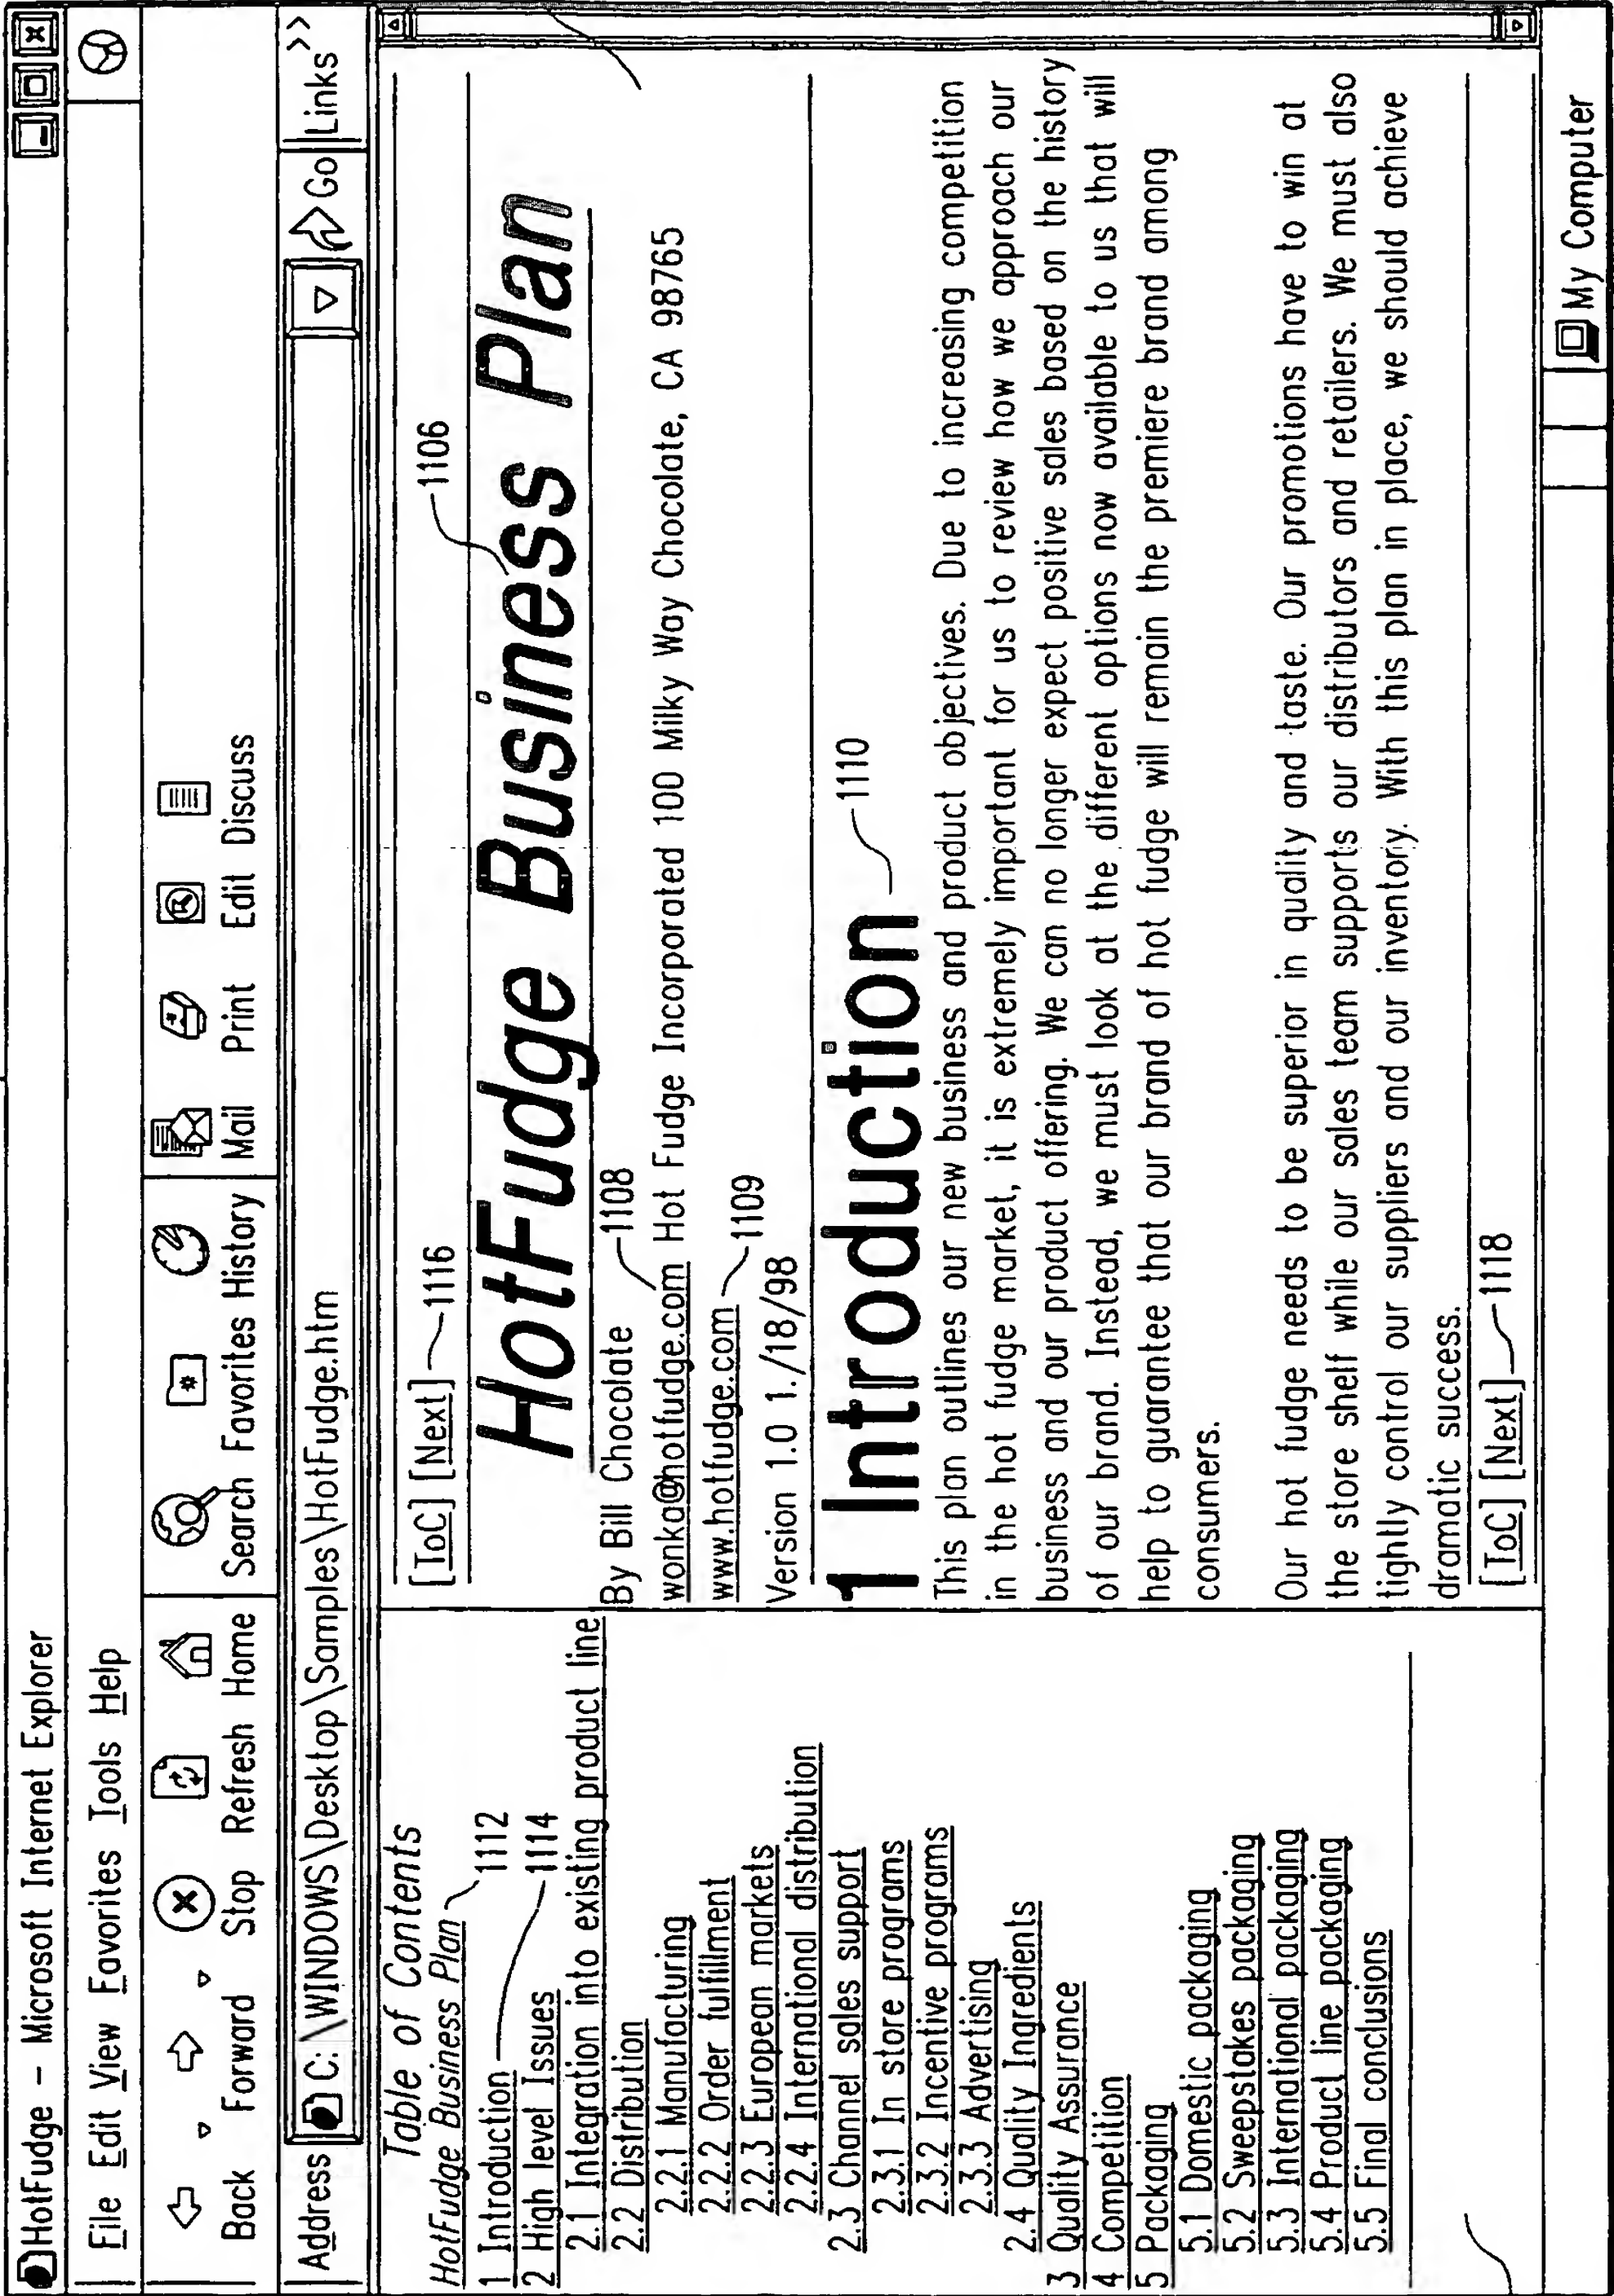 HotFudge – Microsoft Internet Explorer
File Edit View Favorites Tools Help
Back Forward Stop Refresh Home Search Favorites History Mail Print Edit Discuss
Address C:\WINDOWS\Desktop\Samples\HotFudge.htm Go Links >>
Table of Contents
HotFudge Business Plan 1112
1 Introduction 1114
2 High level Issues
2.1 Integration into existing product line
2.2 Distribution
2.2.1 Manufacturing
2.2.2 Order fulfillment
2.2.3 European markets
2.2.4 International distribution
2.3 Channel sales support
2.3.1 In store programs
2.3.2 Incentive programs
2.3.3 Advertising
2.4 Quality Ingredients
3 Quality Assurance
4 Competition
5 Packaging
5.1 Domestic packaging
5.2 Sweepstakes packaging
5.3 International packaging
5.4 Product line packaging
5.5 Final conclusions
[ToC] [Next] 1116
1106
HotFudge Business Plan
By Bill Chocolate 1108
wonka@hotfudge.com Hot Fudge Incorporated 100 Milky Way Chocolate, CA 98765
www.hotfudge.com 1109
Version 1.0 1./18/98
1 Introduction 1110
This plan outlines our new business and product objectives. Due to increasing competition
in the hot fudge market, it is extremely important for us to review how we approach our
business and our product offering. We can no longer expect positive sales based on the history
of our brand. Instead, we must look at the different options now available to us that will
help to guarantee that our brand of hot fudge will remain the premiere brand among
consumers.
Our hot fudge needs to be superior in quality and taste. Our promotions have to win at
the store shelf while our sales team supports our distributors and retailers. We must also
tightly control our suppliers and our inventory. With this plan in place, we should achieve
dramatic success.
[ToC] [Next] 1118
My Computer